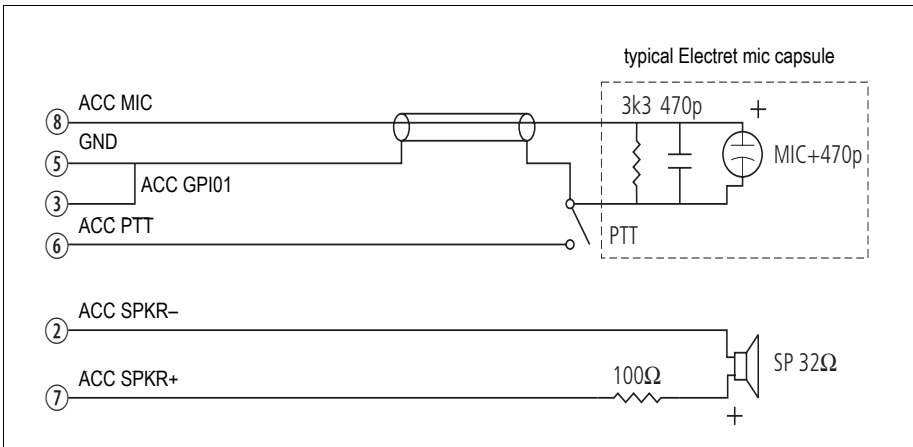 typical Electret mic capsule
3k3 470p +
8 ACC MIC
5 GND
MIC+470p
3 ACC GPI01
6 ACC PTT
PTT
2 ACC SPKR–
SP 32Ω
7 ACC SPKR+
100Ω
+